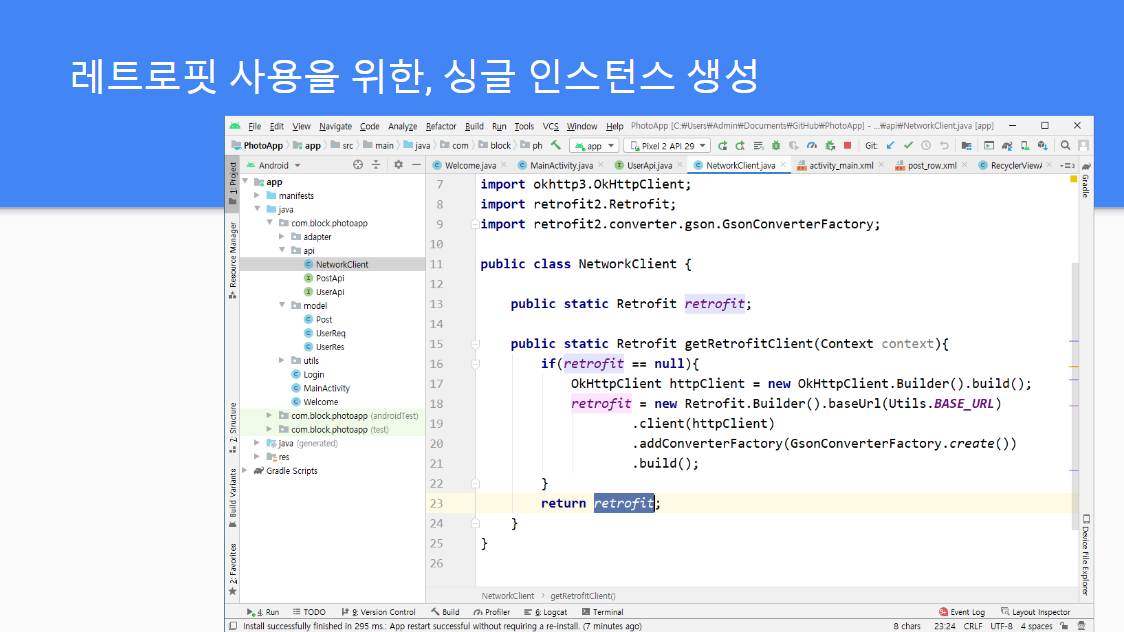 레트로핏 사용을 위한, 싱글 인스턴스 생성
File Edit View Navigate Code Analyze Refactor Build Run Tools VCS Window Help PhotoApp [C:₩Users₩Admin₩Documents₩GitHub₩PhotoApp] - ...₩api₩NetworkClient.java [app]
PhotoApp app src main java com block ph app Pixel 2 API 29 Git:
Android Welcome.java MainActivity.java UserApi.java NetworkClient.java activity_main.xml post_row.xml RecyclerViewA
1: Project
Resource Manager
2: Structure
Build Variants
2: Favorites
app
manifests
java
com.block.photoapp
adapter
api
NetworkClient
PostApi
UserApi
model
Post
UserReq
UserRes
utils
Login
MainActivity
Welcome
com.block.photoapp (androidTest)
com.block.photoapp (test)
java (generated)
res
Gradle Scripts
7 import okhttp3.OkHttpClient;
8 import retrofit2.Retrofit;
9 import retrofit2.converter.gson.GsonConverterFactory;
10
11 public class NetworkClient {
12
13 public static Retrofit retrofit;
14
15 public static Retrofit getRetrofitClient(Context context){
16 if(retrofit == null){
17 OkHttpClient httpClient = new OkHttpClient.Builder().build();
18 retrofit = new Retrofit.Builder().baseUrl(Utils.BASE_URL)
19 .client(httpClient)
20 .addConverterFactory(GsonConverterFactory.create())
21 .build();
22 }
23 return retrofit;
24 }
25 }
26
Gradle
Device File Explorer
NetworkClient › getRetrofitClient()
4: Run TODO 9: Version Control Build Profiler 6: Logcat Terminal Event Log Layout Inspector
Install successfully finished in 295 ms.: App restart successful without requiring a re-install. (7 minutes ago) 8 chars 23:24 CRLF UTF-8 4 spaces